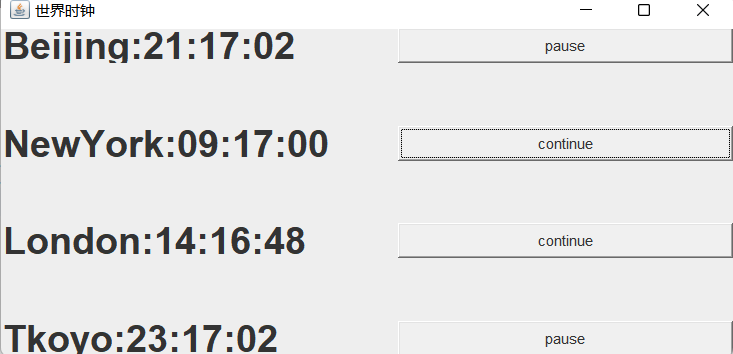 世界时钟
Beijing:21:17:02 pause
NewYork:09:17:00 continue
London:14:16:48 continue
Tkoyo:23:17:02 pause